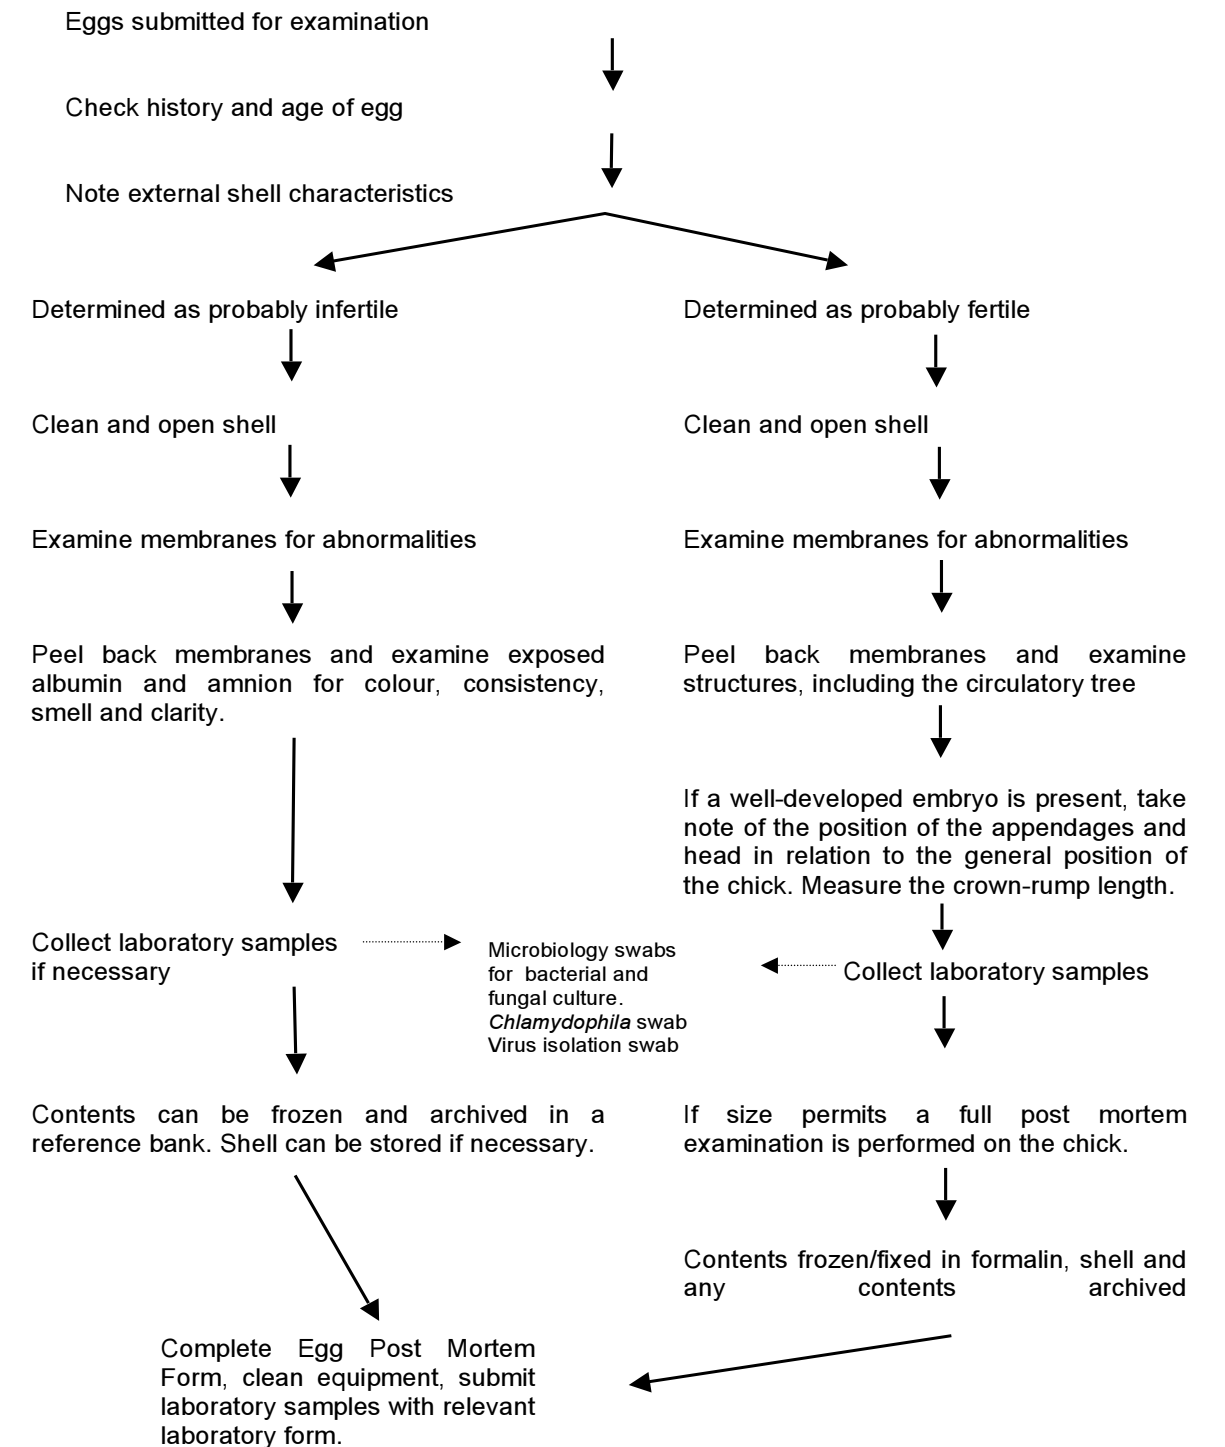 Eggs submitted for examination
Check history and age of egg
Note external shell characteristics
Determined as probably infertile
Determined as probably fertile
Clean and open shell
Clean and open shell
Examine membranes for abnormalities
Examine membranes for abnormalities
Peel back membranes and examine exposed
albumin and amnion for colour, consistency,
smell and clarity.
Peel back membranes and examine
structures, including the circulatory tree
If a well-developed embryo is present, take
note of the position of the appendages and
head in relation to the general position of
the chick. Measure the crown-rump length.
Collect laboratory samples
if necessary
Microbiology swabs
for bacterial and
fungal culture.
Chlamydophila swab
Virus isolation swab
Collect laboratory samples
Contents can be frozen and archived in a
reference bank. Shell can be stored if necessary.
If size permits a full post mortem
examination is performed on the chick.
Contents frozen/fixed in formalin, shell and
any contents archived
Complete Egg Post Mortem
Form, clean equipment, submit
laboratory samples with relevant
laboratory form.